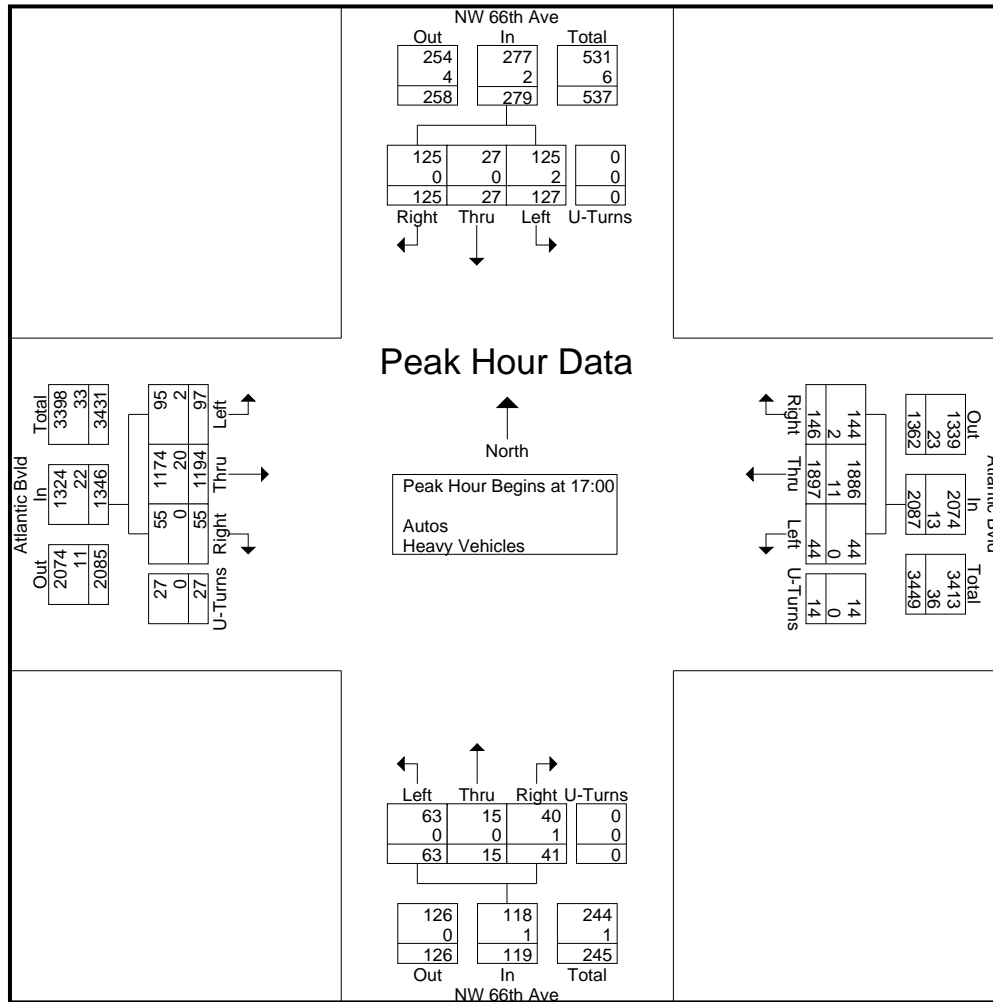 NW 66th Ave
Out In Total
254 277 531
4 2 6
258 279 537
125 27 125 0
0 0 2 0
125 27 127 0
Right Thru Left U-Turns
Peak Hour Data
North
Peak Hour Begins at 17:00
Autos
Heavy Vehicles
Atlantic Bvld
Total In Out
3398 1324 2074
33 22 11
3431 1346 2085
95 1174 55 27
2 20 0 0
97 1194 55 27
Left Thru Right U-Turns
Atlantic Bvld
Out In Total
1339 2074 3413
23 13 36
1362 2087 3449
144 1886 44 14
2 11 0 0
146 1897 44 14
Right Thru Left U-Turns
Left Thru Right U-Turns
63 15 40 0
0 0 1 0
63 15 41 0
126 118 244
0 1 1
126 119 245
Out In Total
NW 66th Ave